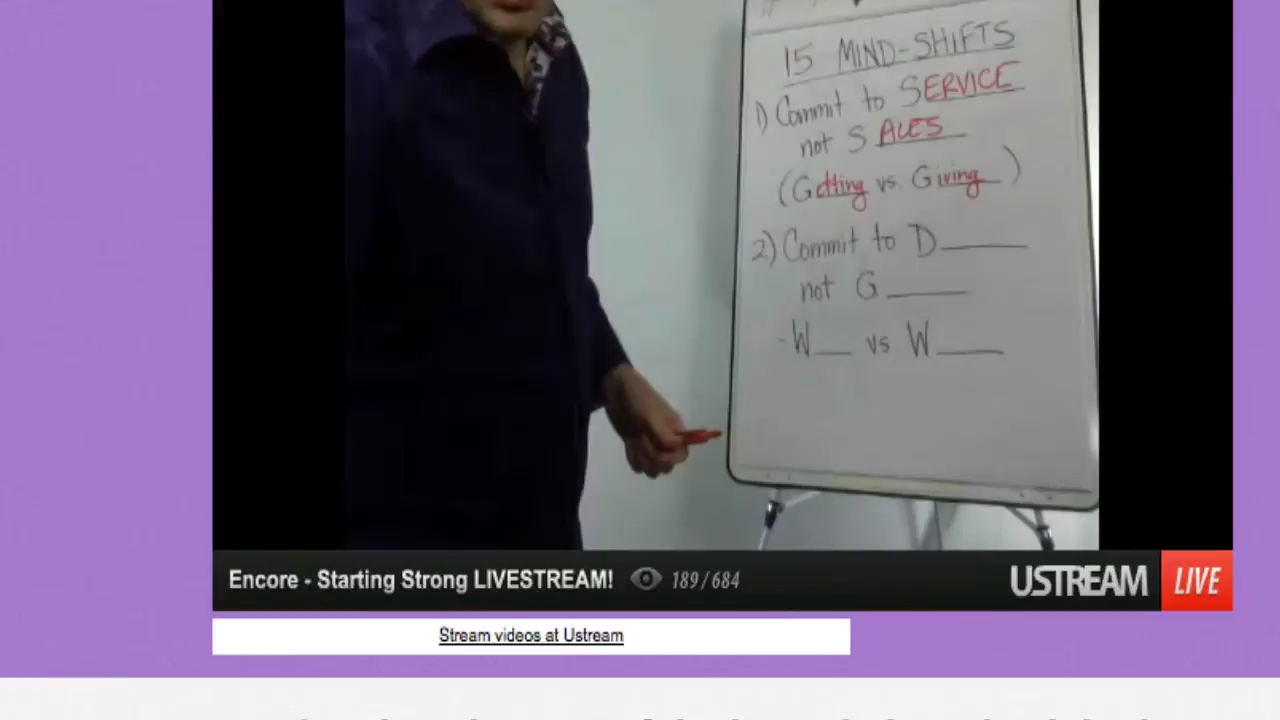 15 MIND-SHIFTS
1) Commit to SERVICE
not SALES
(Getting vs. Giving)
2) Commit to D_____
not G_____
-W__ vs W____
Encore - Starting Strong LIVESTREAM! 189/684 USTREAM LIVE
Stream videos at Ustream